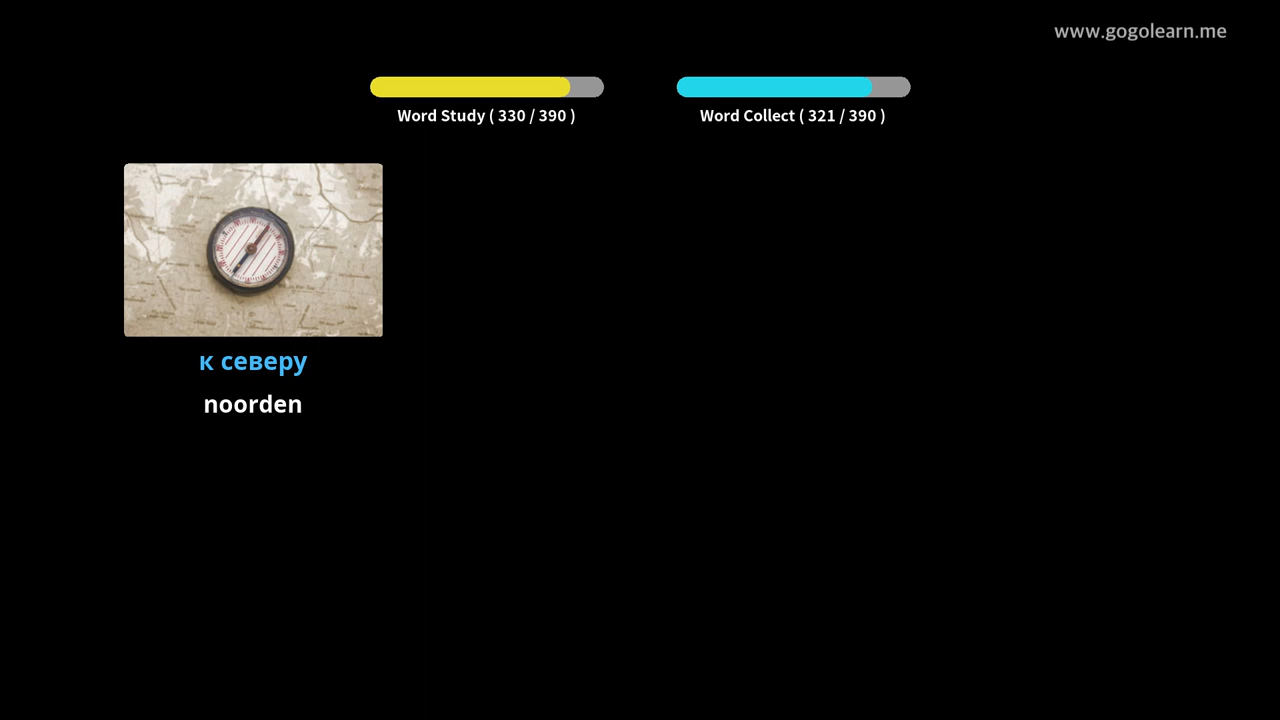 www.gogolearn.me
Word Study ( 330 / 390 )
Word Collect ( 321 / 390 )
к северу
noorden